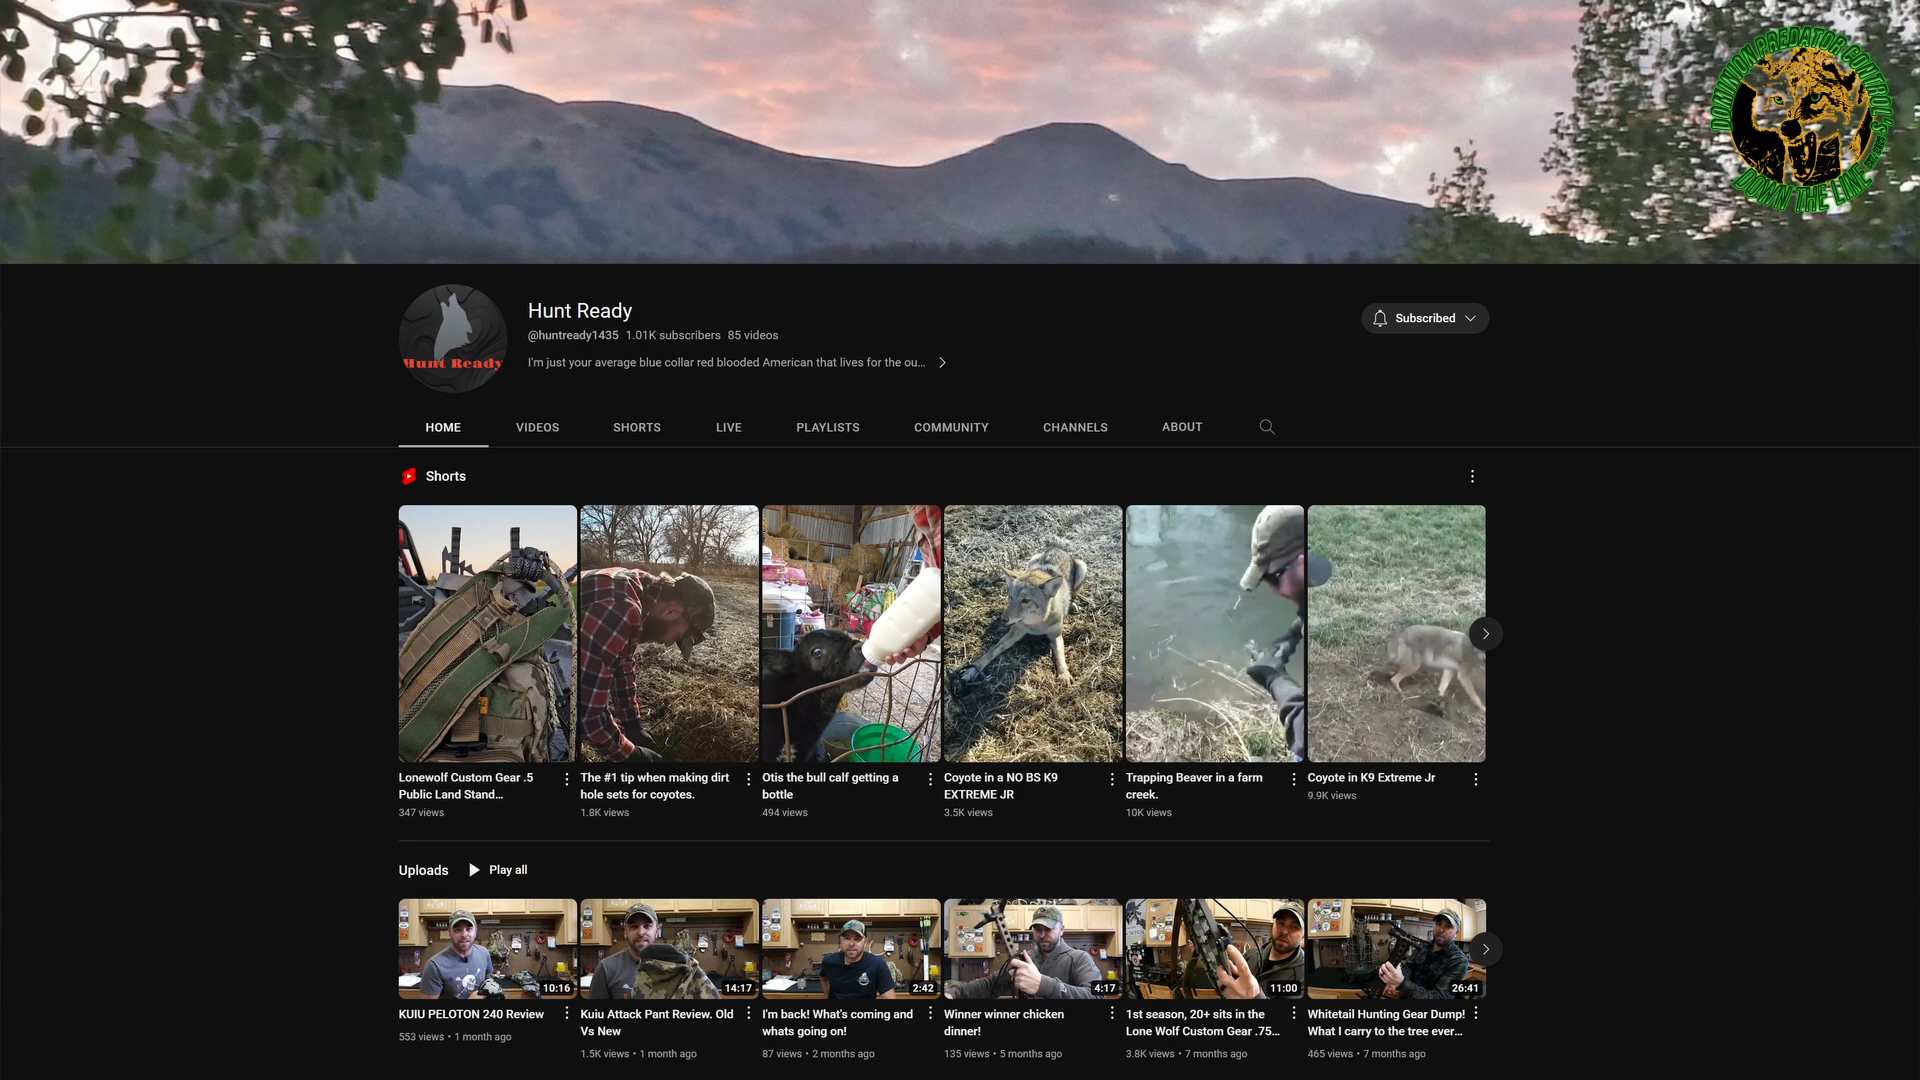 DOMINION PREDATOR CONTROL'S
DOWN THE LINE
Hunt Ready
Hunt Ready
@huntready1435 1.01K subscribers 85 videos
I'm just your average blue collar red blooded American that lives for the ou...
Subscribed
HOME VIDEOS SHORTS LIVE PLAYLISTS COMMUNITY CHANNELS ABOUT
Shorts
Lonewolf Custom Gear .5
Public Land Stand...
347 views
The #1 tip when making dirt
hole sets for coyotes.
1.8K views
Otis the bull calf getting a
bottle
494 views
Coyote in a NO BS K9
EXTREME JR
3.5K views
Trapping Beaver in a farm
creek.
10K views
Coyote in K9 Extreme Jr
9.9K views
Uploads Play all
10:16
KUIU PELOTON 240 Review
553 views • 1 month ago
14:17
Kuiu Attack Pant Review. Old
Vs New
1.5K views • 1 month ago
2:42
I'm back! What's coming and
whats going on!
87 views • 2 months ago
4:17
Winner winner chicken
dinner!
135 views • 5 months ago
11:00
1st season, 20+ sits in the
Lone Wolf Custom Gear .75...
3.8K views • 7 months ago
26:41
Whitetail Hunting Gear Dump!
What I carry to the tree ever...
465 views • 7 months ago